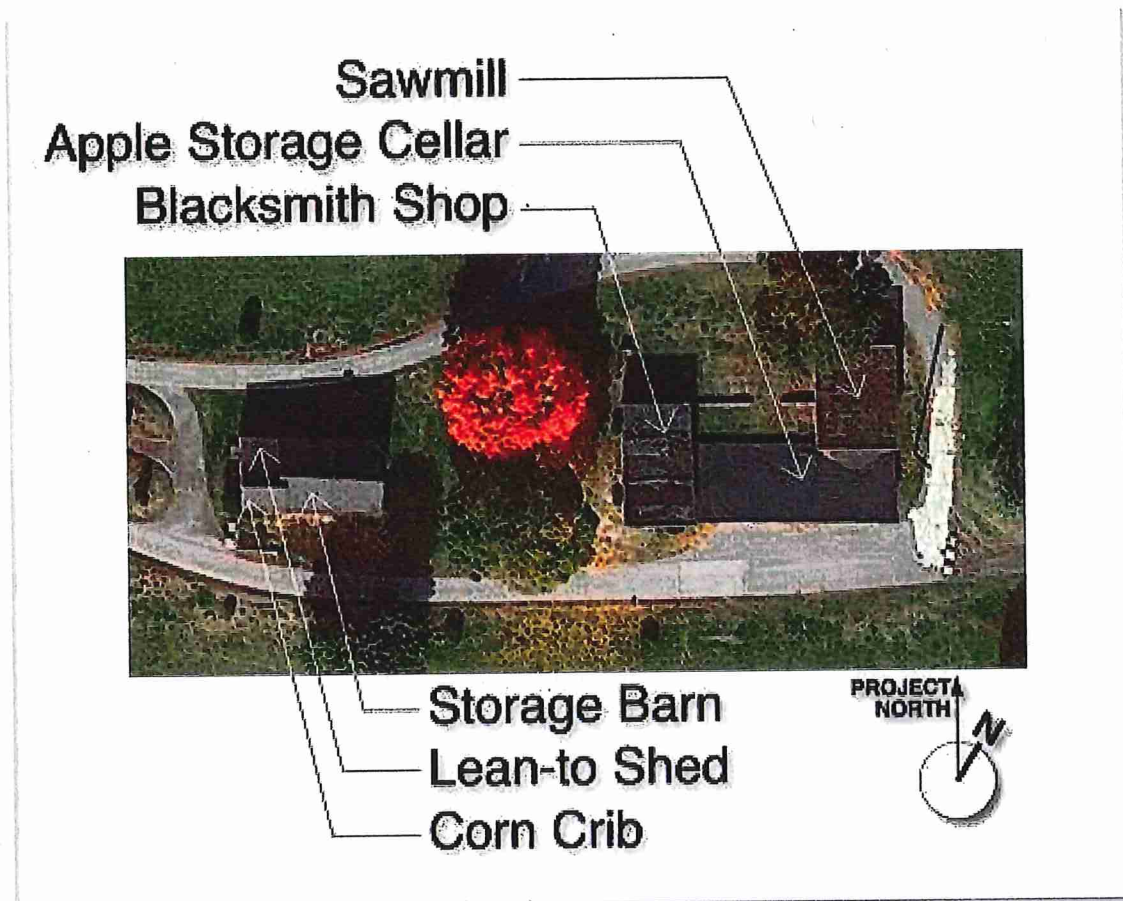 Sawmill
Apple Storage Cellar
Blacksmith Shop
Storage Barn
Lean-to Shed
Corn Crib
PROJECT
NORTH
N